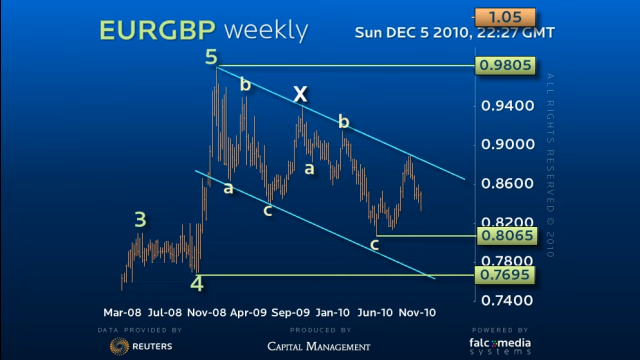 1.05
EURGBP weekly
Sun DEC 5 2010, 22:27 GMT
5
0.9805
b
X
0.9400
b
0.9000
a
a
0.8600
c
3
0.8200
c
0.8065
0.7800
4
0.7695
0.7400
Mar-08 Jul-08 Nov-08 Apr-09 Sep-09 Jan-10 Jun-10 Nov-10
ALL RIGHTS RESERVED © 2010
DATA PROVIDED BY
REUTERS
PRODUCED BY
CAPITAL MANAGEMENT
POWERED BY
falc media
systems